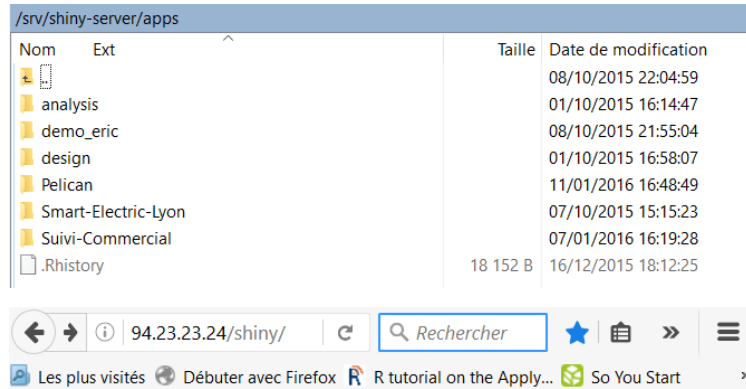 /srv/shiny-server/apps
Nom Ext Taille Date de modification
.. 08/10/2015 22:04:59
analysis 01/10/2015 16:14:47
demo_eric 08/10/2015 21:55:04
design 01/10/2015 16:58:07
Pelican 11/01/2016 16:48:49
Smart-Electric-Lyon 07/10/2015 15:15:23
Suivi-Commercial 07/01/2016 16:19:28
.Rhistory 18 152 B 16/12/2015 18:12:25
94.23.23.24/shiny/ Rechercher »
Les plus visités Débuter avec Firefox R R tutorial on the Apply... So You Start